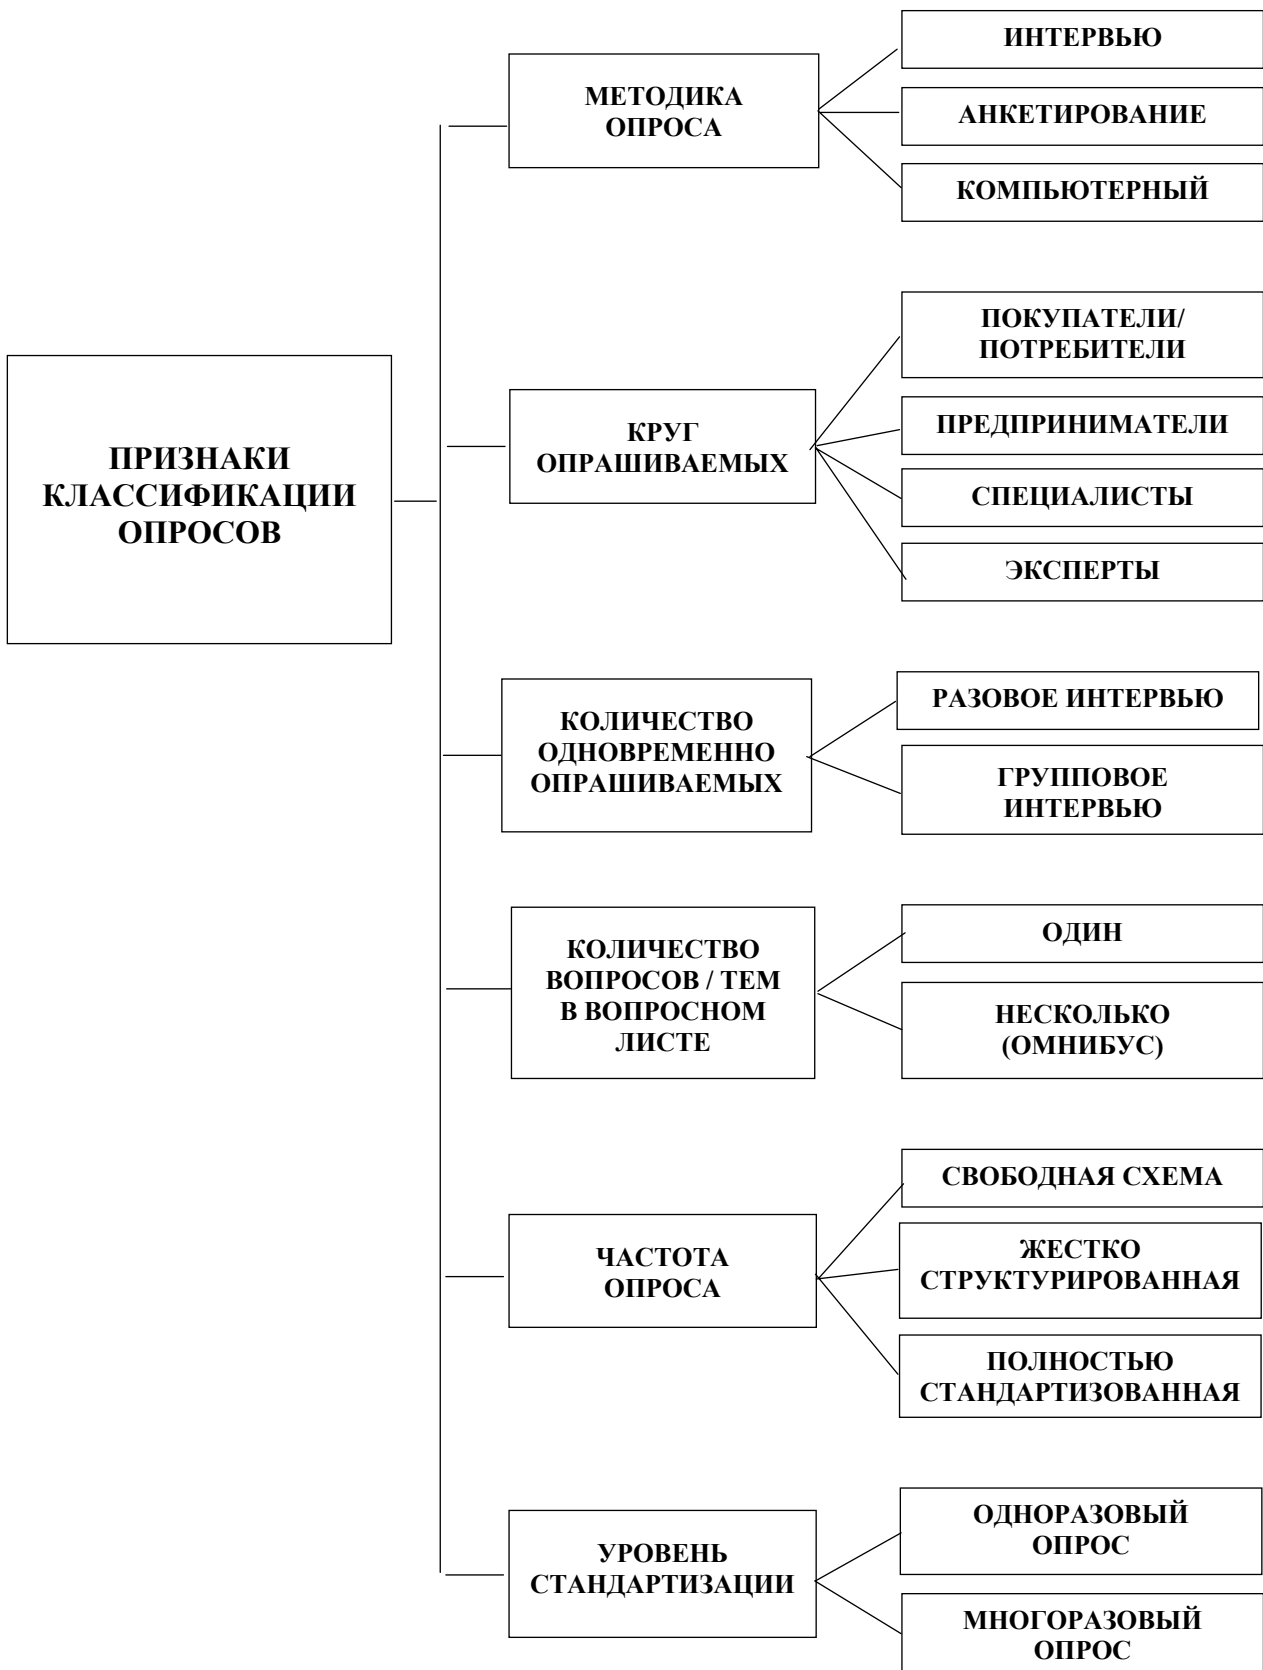 ПРИЗНАКИ
КЛАССИФИКАЦИИ
ОПРОСОВ
МЕТОДИКА
ОПРОСА
ИНТЕРВЬЮ
АНКЕТИРОВАНИЕ
КОМПЬЮТЕРНЫЙ
КРУГ
ОПРАШИВАЕМЫХ
ПОКУПАТЕЛИ/
ПОТРЕБИТЕЛИ
ПРЕДПРИНИМАТЕЛИ
СПЕЦИАЛИСТЫ
ЭКСПЕРТЫ
КОЛИЧЕСТВО
ОДНОВРЕМЕННО
ОПРАШИВАЕМЫХ
РАЗОВОЕ ИНТЕРВЬЮ
ГРУППОВОЕ
ИНТЕРВЬЮ
КОЛИЧЕСТВО
ВОПРОСОВ / ТЕМ
В ВОПРОСНОМ
ЛИСТЕ
ОДИН
НЕСКОЛЬКО
(ОМНИБУС)
ЧАСТОТА
ОПРОСА
СВОБОДНАЯ СХЕМА
ЖЕСТКО
СТРУКТУРИРОВАННАЯ
ПОЛНОСТЬЮ
СТАНДАРТИЗОВАННАЯ
УРОВЕНЬ
СТАНДАРТИЗАЦИИ
ОДНОРАЗОВЫЙ
ОПРОС
МНОГОРАЗОВЫЙ
ОПРОС